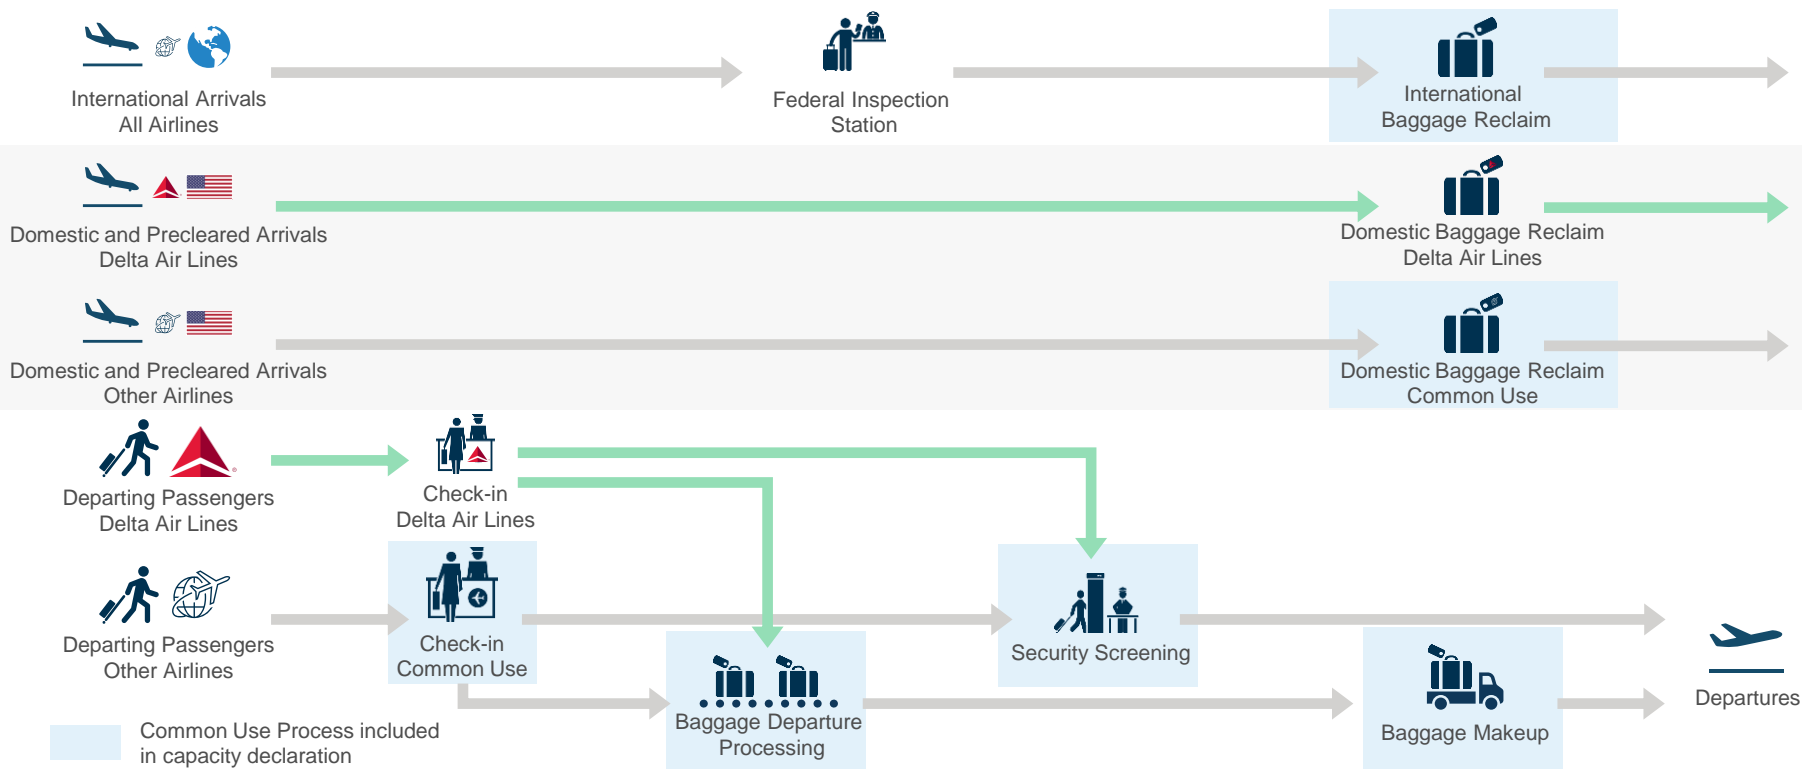 International Arrivals
All Airlines
Federal Inspection
Station
International
Baggage Reclaim
Domestic and Precleared Arrivals
Delta Air Lines
Domestic Baggage Reclaim
Delta Air Lines
Domestic and Precleared Arrivals
Other Airlines
Domestic Baggage Reclaim
Common Use
Departing Passengers
Delta Air Lines
Check-in
Delta Air Lines
Departing Passengers
Other Airlines
Check-in
Common Use
Security Screening
Baggage Departure
Processing
Baggage Makeup
Departures
Common Use Process included
in capacity declaration